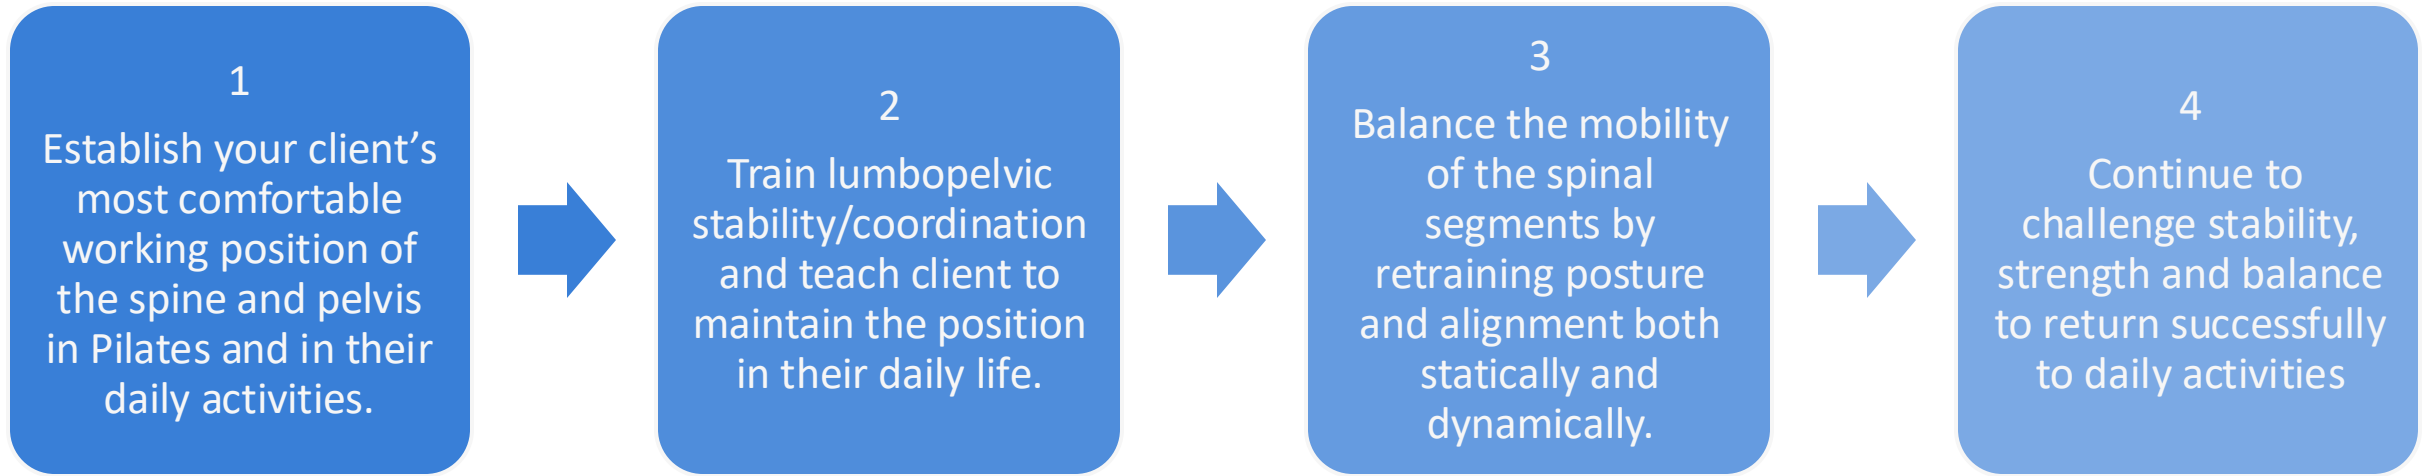 1
Establish your client’s
most comfortable
working position of
the spine and pelvis
in Pilates and in their
daily activities.
2
Train lumbopelvic
stability/coordination
and teach client to
maintain the position
in their daily life.
3
Balance the mobility
of the spinal
segments by
retraining posture
and alignment both
statically and
dynamically.
4
Continue to
challenge stability,
strength and balance
to return successfully
to daily activities